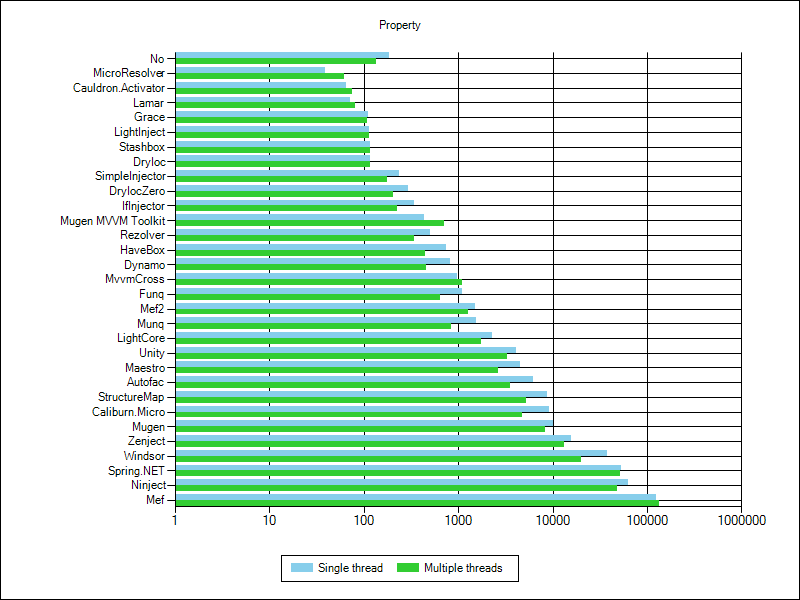 Property
No
MicroResolver
Cauldron.Activator
Lamar
Grace
LightInject
Stashbox
DryIoc
SimpleInjector
DryIocZero
IfInjector
Mugen MVVM Toolkit
Rezolver
HaveBox
Dynamo
MvvmCross
Funq
Mef2
Munq
LightCore
Unity
Maestro
Autofac
StructureMap
Caliburn.Micro
Mugen
Zenject
Windsor
Spring.NET
Ninject
Mef
1 10 100 1000 10000 100000 1000000
Single thread Multiple threads